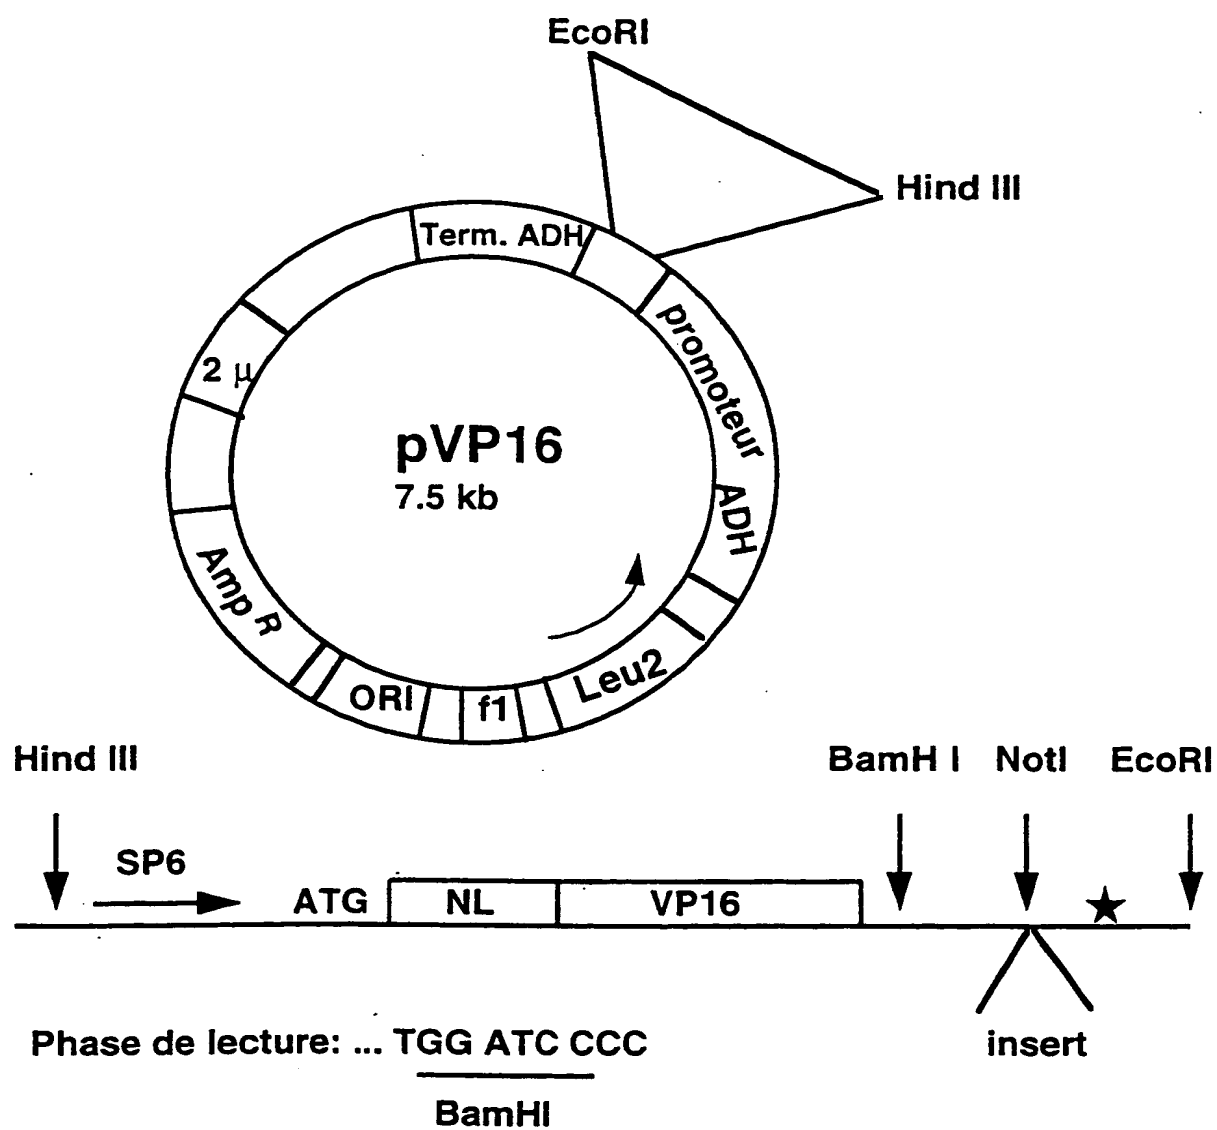 EcoRI
Hind III
Term. ADH
promoteur ADH
2 μ
pVP16
7.5 kb
Amp R
ORI
f1
Leu2
Hind III
BamH I
NotI
EcoRI
SP6
ATG
NL
VP16
★
Phase de lecture: ... TGG ATC CCC
insert
BamHI